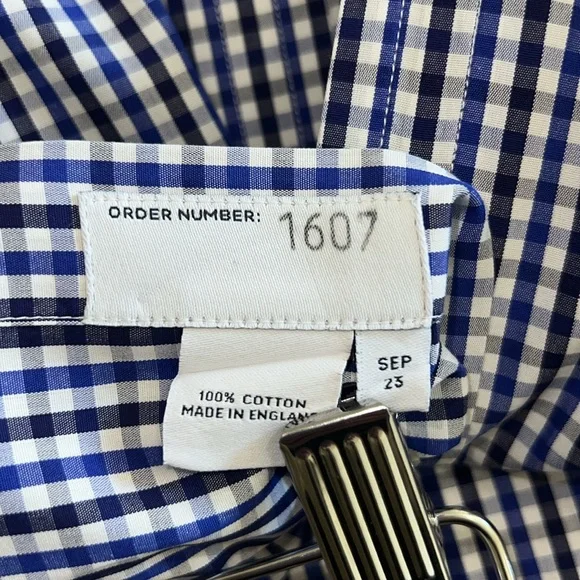 ORDER NUMBER: 1607
SEP
23
100% COTTON
MADE IN ENGLAND